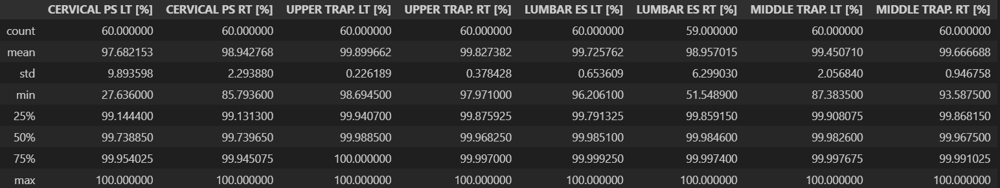 CERVICAL PS LT [%] CERVICAL PS RT [%] UPPER TRAP. LT [%] UPPER TRAP. RT [%] LUMBAR ES LT [%] LUMBAR ES RT [%] MIDDLE TRAP. LT [%] MIDDLE TRAP. RT [%]
count 60.000000 60.000000 60.000000 60.000000 60.000000 59.000000 60.000000 60.000000
mean 97.682153 98.942768 99.899662 99.827382 99.725762 98.957015 99.450710 99.666688
std 9.893598 2.293880 0.226189 0.378428 0.653609 6.299030 2.056840 0.946758
min 27.636000 85.793600 98.694500 97.971000 96.206100 51.548900 87.383500 93.587500
25% 99.144400 99.131300 99.940700 99.875925 99.791325 99.859150 99.908075 99.868150
50% 99.738850 99.739650 99.988500 99.968250 99.985100 99.984600 99.982600 99.967500
75% 99.954025 99.945075 100.000000 99.997000 99.999250 99.997400 99.997675 99.991025
max 100.000000 100.000000 100.000000 100.000000 100.000000 100.000000 100.000000 100.000000